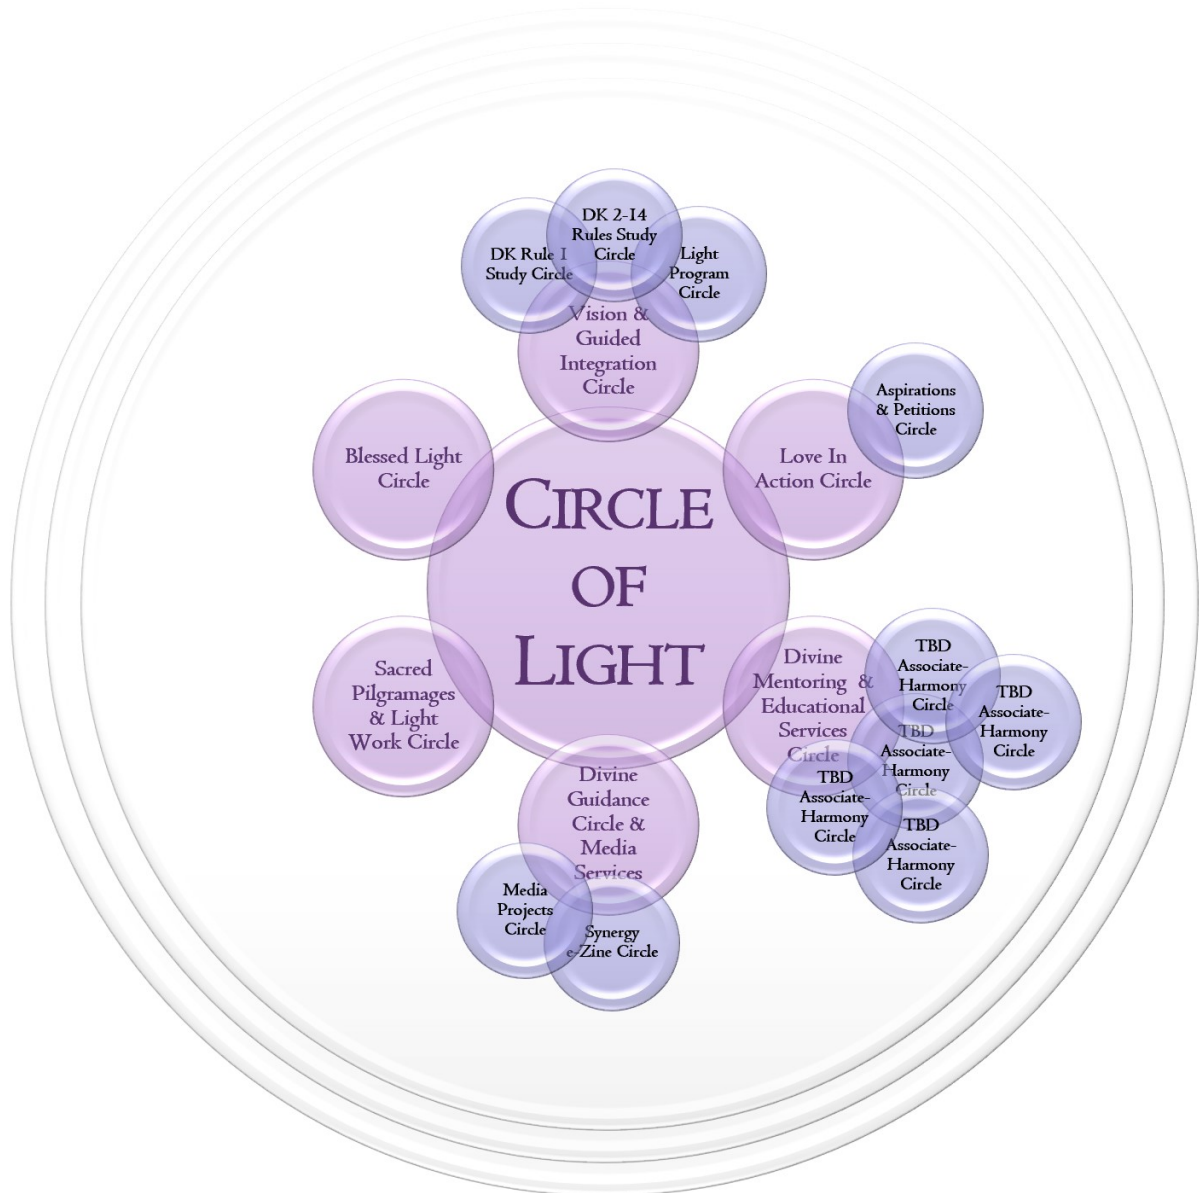 DK 2-14
Rules Study
Circle
DK Rule I
Study Circle
Light
Program
Circle
Vision &
Guided
Integration
Circle
Aspirations
& Petitions
Circle
Blessed Light
Circle
Love In
Action Circle
CIRCLE
OF
LIGHT
Sacred
Pilgramages
& Light
Work Circle
Divine
Mentoring &
Educational
Services
Circle
TBD
Associate-
Harmony
Circle
TBD
Associate-
Harmony
Circle
TBD
Associate-
Harmony
Circle
TBD
Associate-
Harmony
Circle
TBD
Associate-
Harmony
Circle
Divine
Guidance
Circle &
Media
Services
Media
Projects
Circle
Synergy
e-Zine Circle